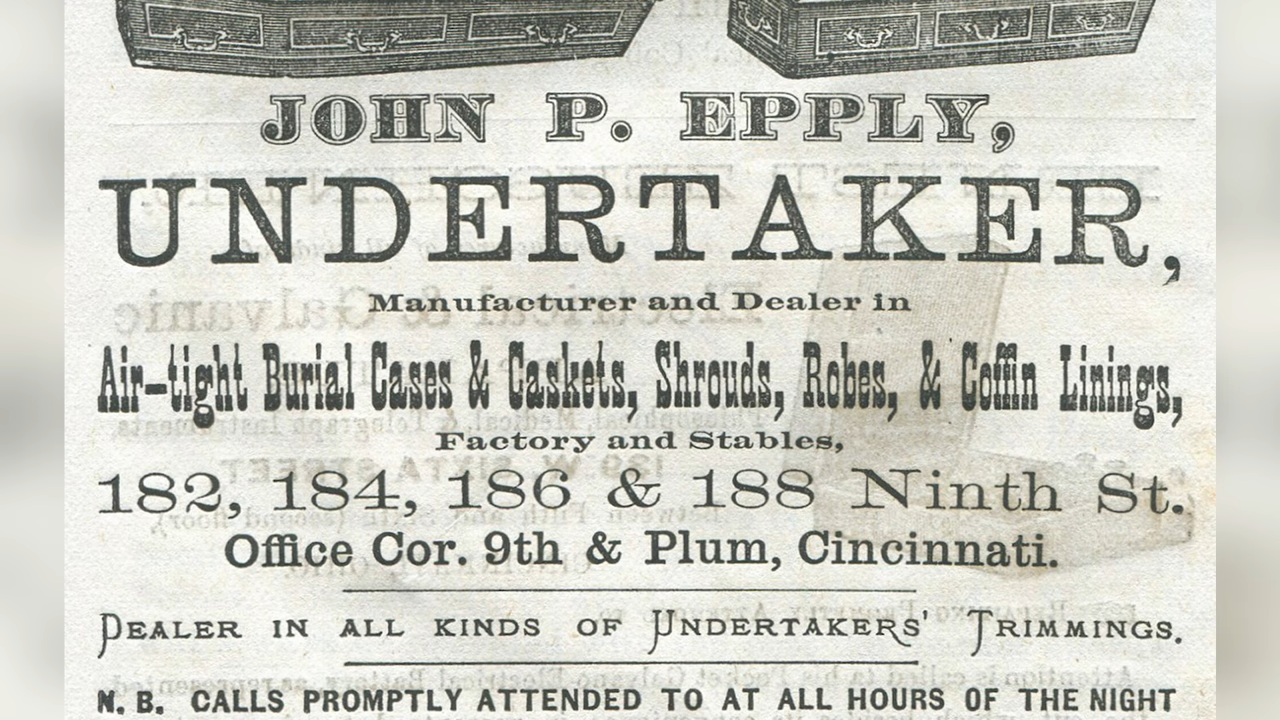 JOHN P. EPPLY,
UNDERTAKER,
Manufacturer and Dealer in
Air-tight Burial Cases & Caskets, Shrouds, Robes, & Coffin Linings,
Factory and Stables,
182, 184, 186 & 188 Ninth St.
Office Cor. 9th & Plum, Cincinnati.
DEALER IN ALL KINDS OF UNDERTAKERS' TRIMMINGS.
N. B. CALLS PROMPTLY ATTENDED TO AT ALL HOURS OF THE NIGHT